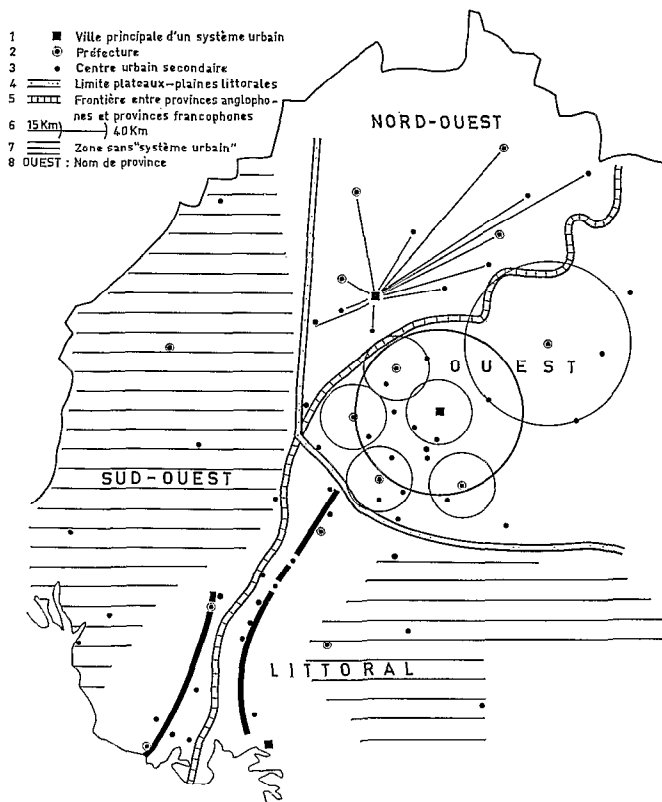 1 Ville principale d'un système urbain
2 Préfecture
3 Centre urbain secondaire
4 Limite plateaux-plaines littorales
5 Frontière entre provinces anglopho-
nes et provinces francophones
6 15Km 40Km
7 Zone sans "système urbain"
8 OUEST : Nom de province
NORD-OUEST
OUEST
SUD-OUEST
LITTORAL